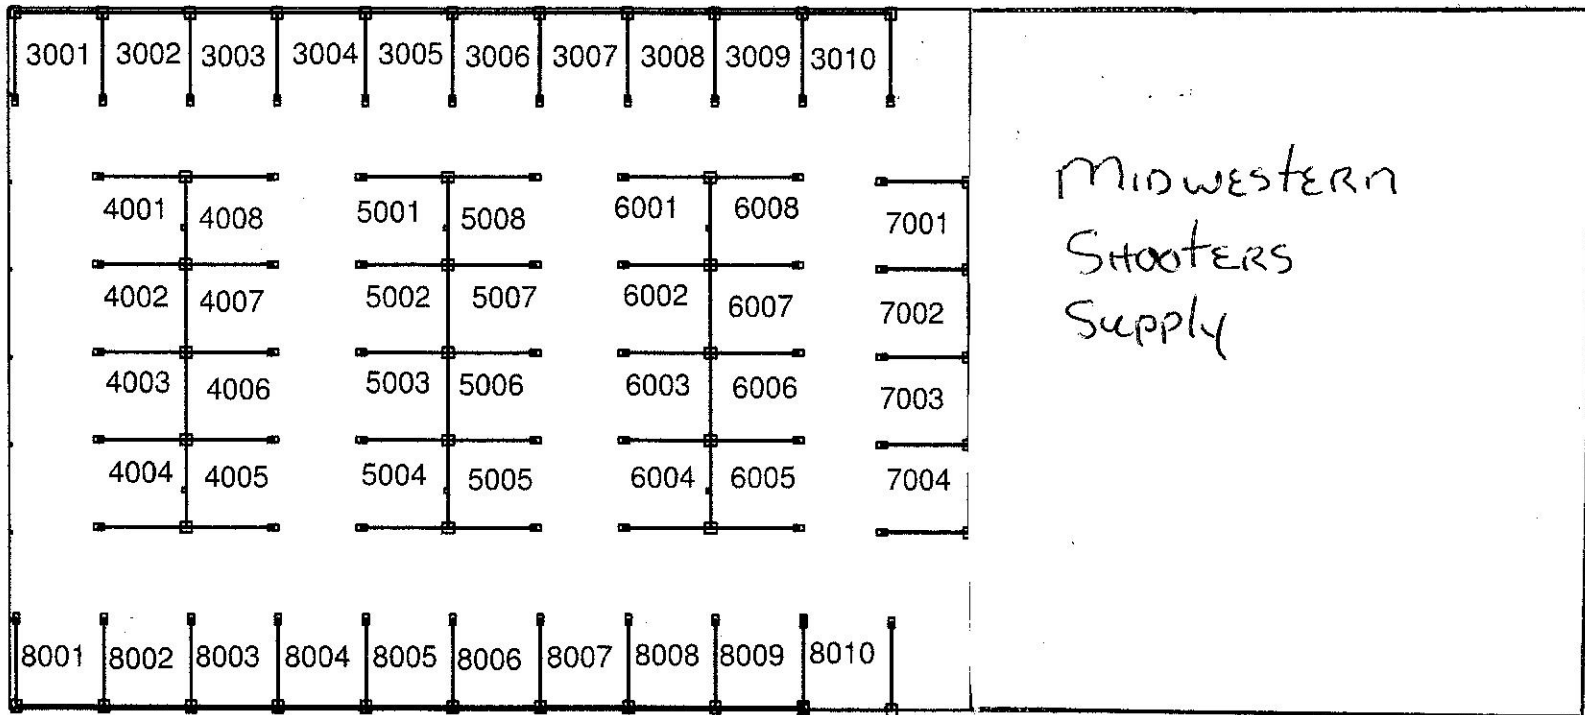 3001 3002 3003 3004 3005 3006 3007 3008 3009 3010
4001 4008 5001 5008 6001 6008 7001
4002 4007 5002 5007 6002 6007 7002
4003 4006 5003 5006 6003 6006 7003
4004 4005 5004 5005 6004 6005 7004
8001 8002 8003 8004 8005 8006 8007 8008 8009 8010
MIDWESTERN
SHOOTERS
Supply